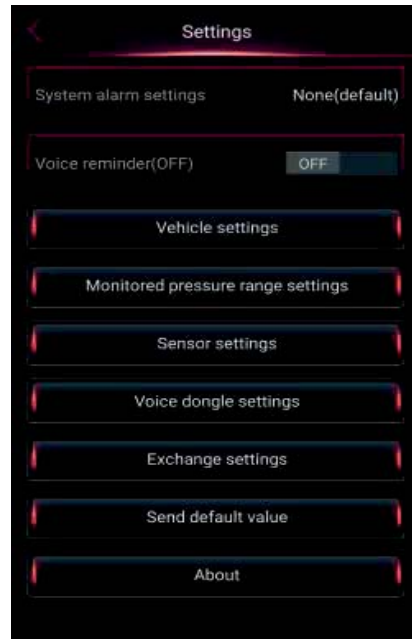 Settings
System alarm settings None(default)
Voice reminder(OFF) OFF
Vehicle settings
Monitored pressure range settings
Sensor settings
Voice dongle settings
Exchange settings
Send default value
About